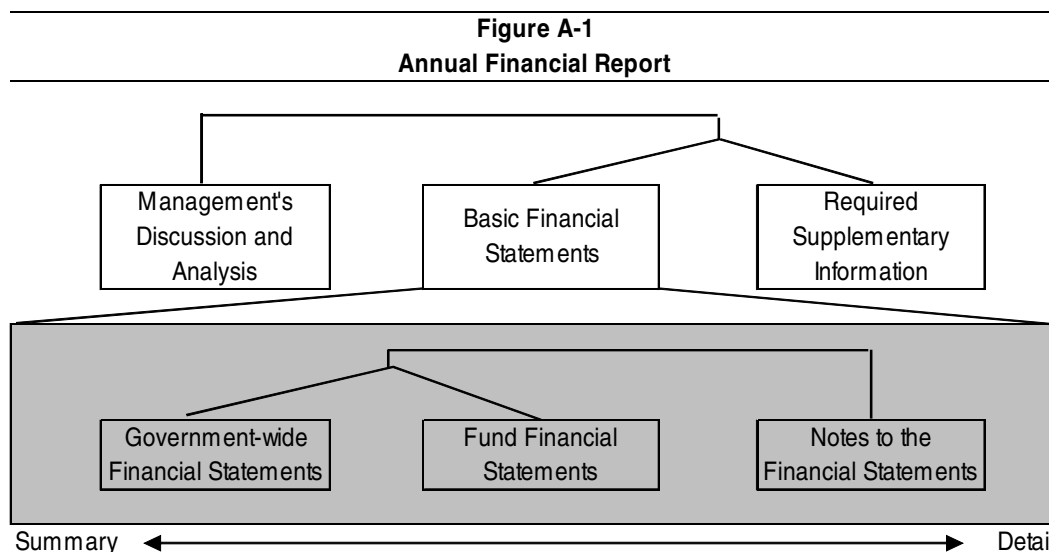 Figure A-1
Annual Financial Report
Management's
Discussion and
Analysis
Basic Financial
Statements
Required
Supplementary
Information
Government-wide
Financial Statements
Fund Financial
Statements
Notes to the
Financial Statements
Summary
Detai